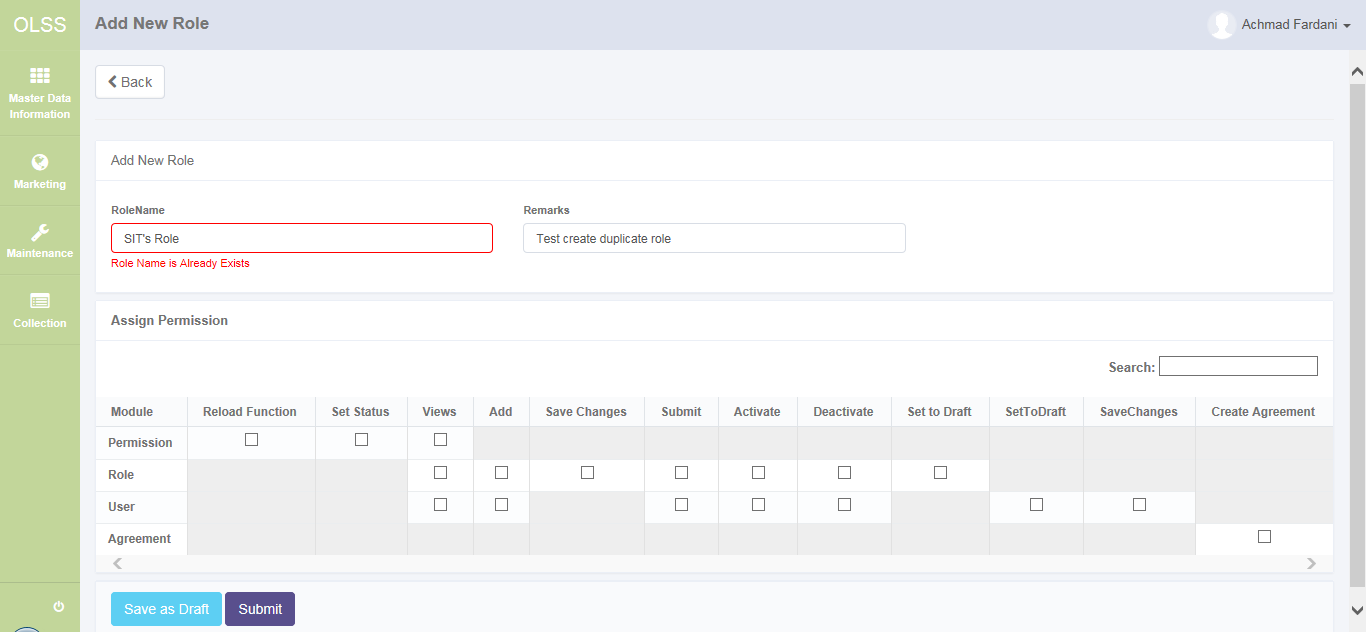 OLSS
Add New Role
Achmad Fardani
Master Data
Information
Marketing
Maintenance
Collection
Back
Add New Role
RoleName Remarks
SIT's Role Test create duplicate role
Role Name is Already Exists
Assign Permission
Search:
Module Reload Function Set Status Views Add Save Changes Submit Activate Deactivate Set to Draft SetToDraft SaveChanges Create Agreement
Permission
Role
User
Agreement
Save as Draft Submit